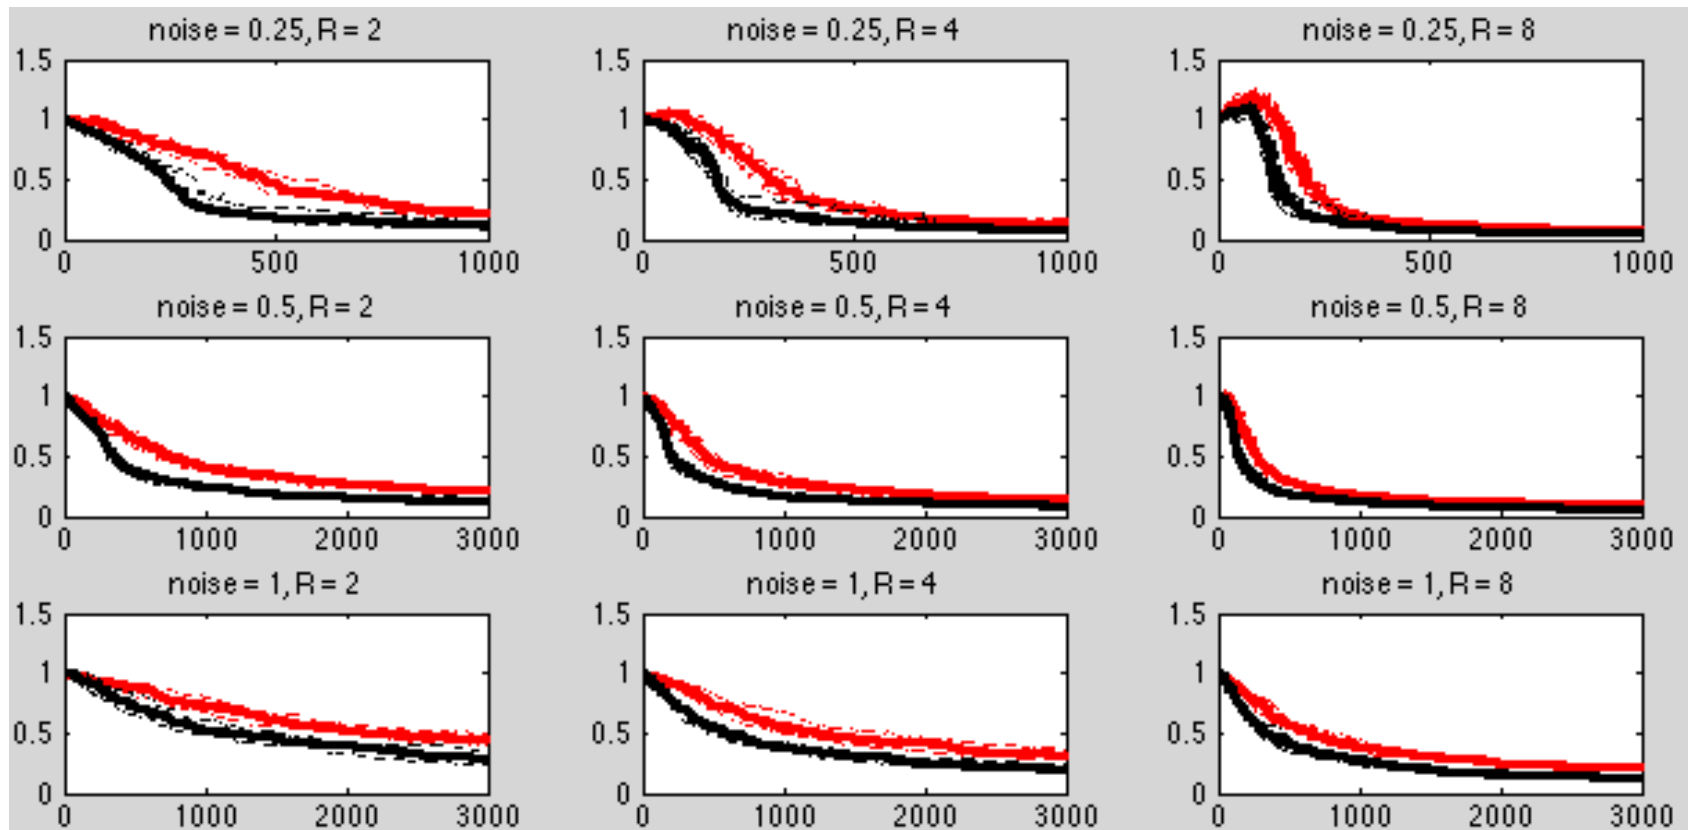 noise = 0.25, R = 2 noise = 0.25, R = 4 noise = 0.25, R = 8
1.5 1.5 1.5
1 1 1
0.5 0.5 0.5
0 0 0
0 500 1000 0 500 1000 0 500 1000
noise = 0.5, R = 2 noise = 0.5, R = 4 noise = 0.5, R = 8
1.5 1.5 1.5
1 1 1
0.5 0.5 0.5
0 0 0
0 1000 2000 3000 0 1000 2000 3000 0 1000 2000 3000
noise = 1, R = 2 noise = 1, R = 4 noise = 1, R = 8
1.5 1.5 1.5
1 1 1
0.5 0.5 0.5
0 0 0
0 1000 2000 3000 0 1000 2000 3000 0 1000 2000 3000